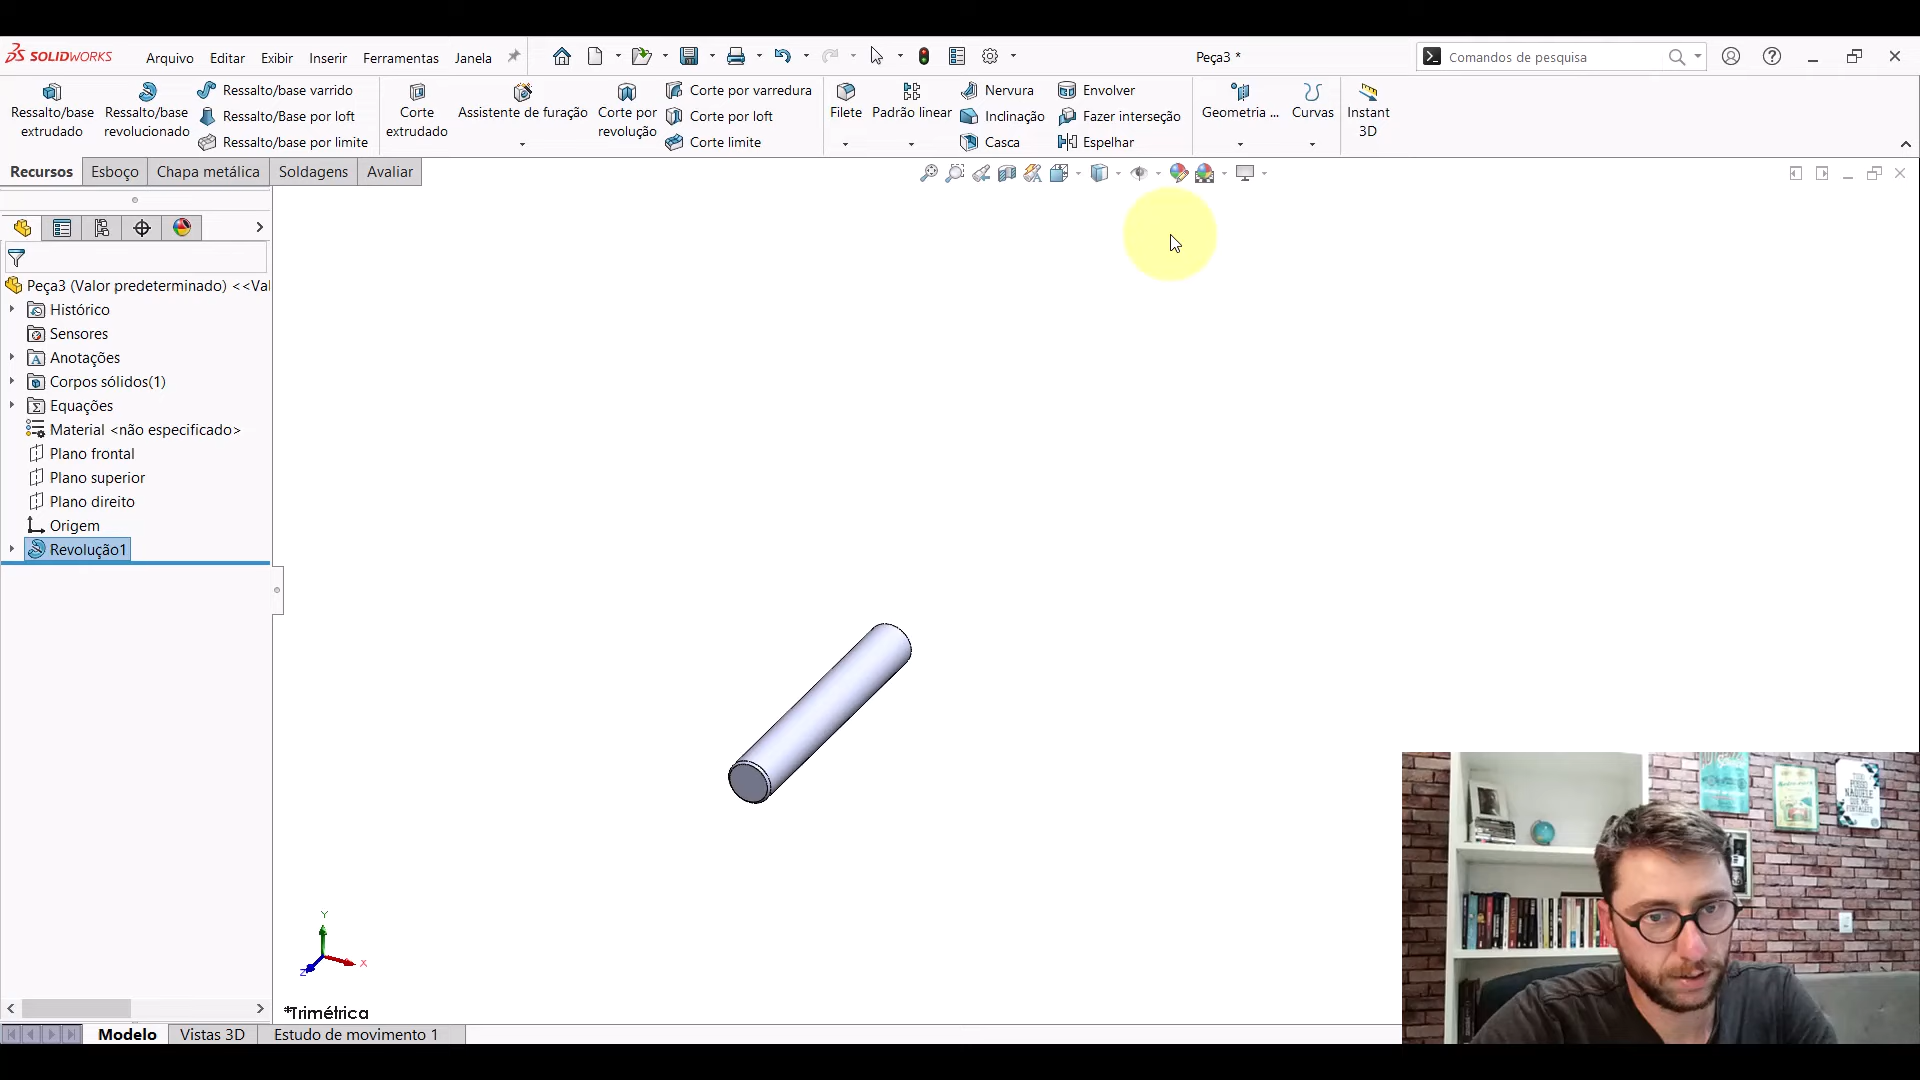 SOLIDWORKS
Arquivo
Editar
Exibir
Inserir
Ferramentas
Janela
Peça3 *
Comandos de pesquisa
Ressalto/base extrudado
Ressalto/base revolucionado
Ressalto/base varrido
Ressalto/Base por loft
Ressalto/base por limite
Corte extrudado
Assistente de furação
Corte por revolução
Corte por varredura
Corte por loft
Corte limite
Filete
Padrão linear
Nervura
Inclinação
Casca
Envolver
Fazer interseção
Espelhar
Geometria ...
Curvas
Instant 3D
Recursos
Esboço
Chapa metálica
Soldagens
Avaliar
Peça3 (Valor predeterminado) <<Val
Histórico
Sensores
Anotações
Corpos sólidos(1)
Equações
Material <não especificado>
Plano frontal
Plano superior
Plano direito
Origem
Revolução1
Y
X
Z
*Trimétrica
Modelo
Vistas 3D
Estudo de movimento 1